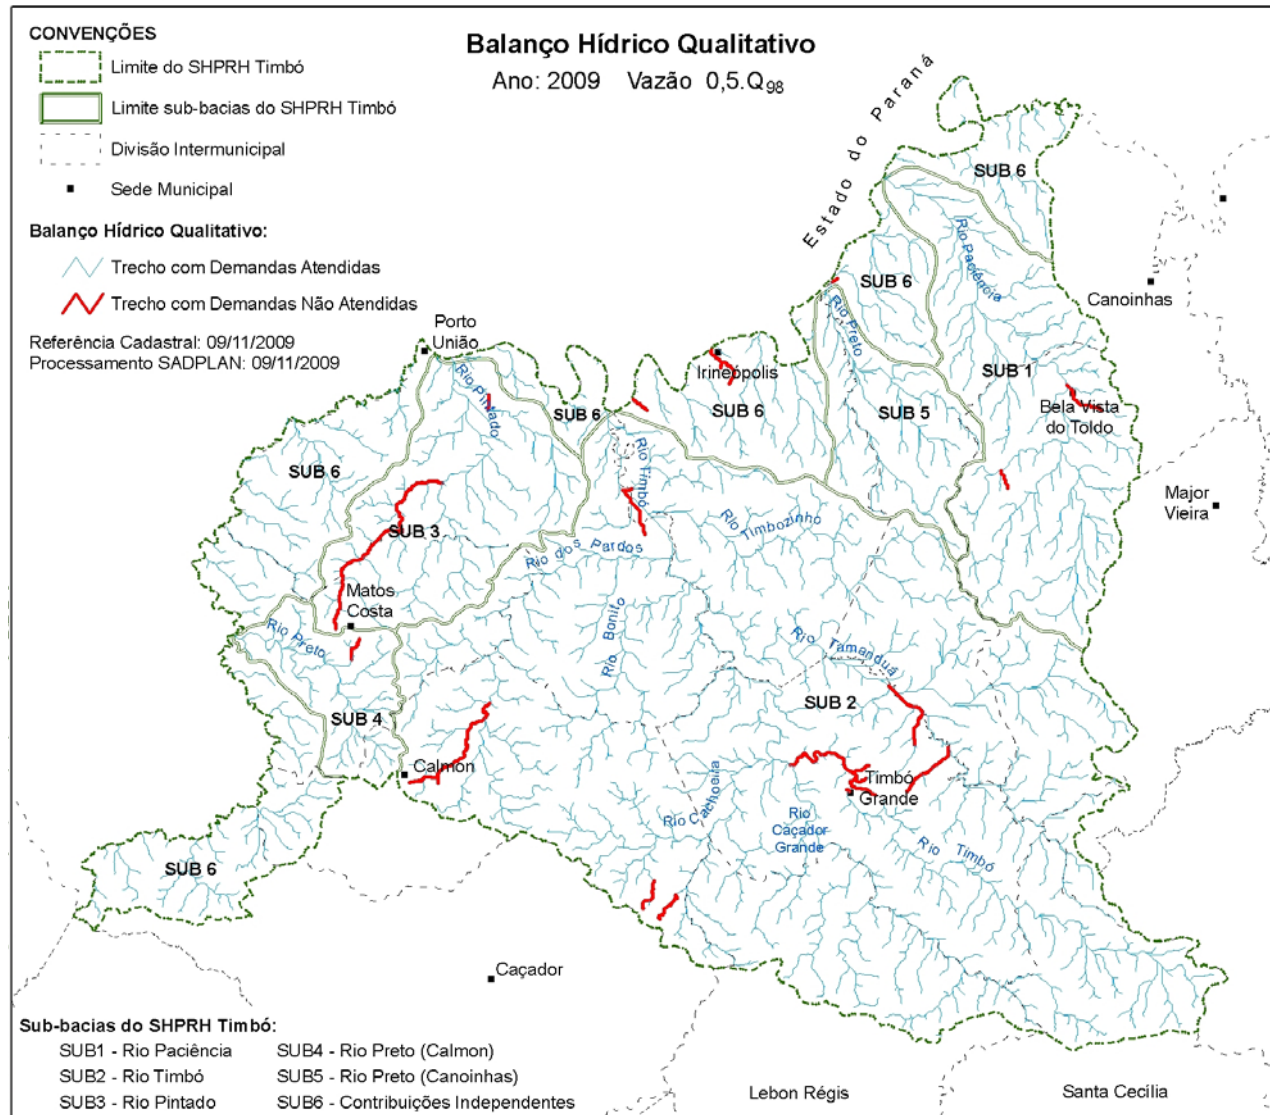 CONVENÇÕES
Limite do SHPRH Timbó
Limite sub-bacias do SHPRH Timbó
Divisão Intermunicipal
Sede Municipal
Balanço Hídrico Qualitativo:
Trecho com Demandas Atendidas
Trecho com Demandas Não Atendidas
Referência Cadastral: 09/11/2009
Processamento SADPLAN: 09/11/2009
Balanço Hídrico Qualitativo
Ano: 2009 Vazão 0,5.Q98
Estado do Paraná
SUB 6
Rio Paciência
SUB 6
Canoinhas
Rio Preto
Porto
União
Irineópolis
SUB 1
Rio Pintado
SUB 6
SUB 6
SUB 5
Bela Vista
do Toldo
SUB 6
Rio Timbó
Major
Vieira
SUB 3
Rio Timbozinho
Rio dos Pardos
Matos
Costa
Rio Preto
Rio Bonito
Rio Tamanduá
SUB 4
SUB 2
Calmon
Timbó
Grande
Rio Cachoeira
Rio
Caçador
Grande
Rio Timbó
SUB 6
Caçador
Sub-bacias do SHPRH Timbó:
SUB1 - Rio Paciência
SUB2 - Rio Timbó
SUB3 - Rio Pintado
SUB4 - Rio Preto (Calmon)
SUB5 - Rio Preto (Canoinhas)
SUB6 - Contribuições Independentes
Lebon Régis
Santa Cecília